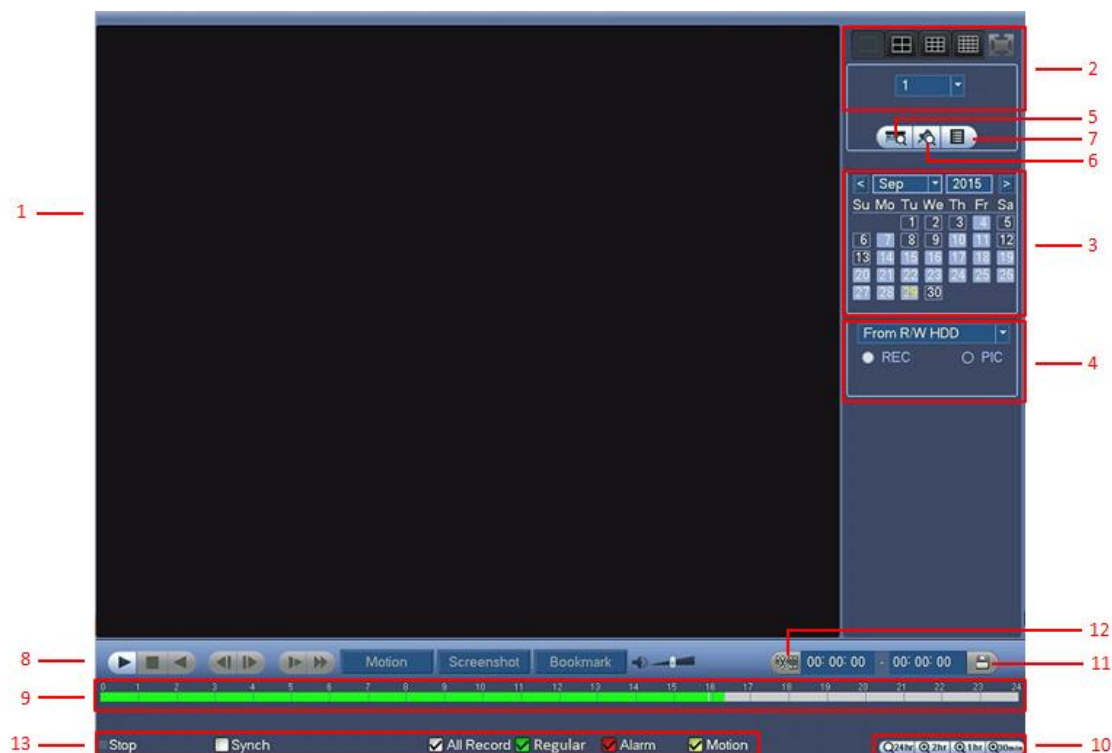 2
1
5
7
6
1
< Sep 2015 >
Su Mo Tu We Th Fr Sa
1 2 3 4 5
6 7 8 9 10 11 12
13 14 15 16 17 18 19
20 21 22 23 24 25 26
27 28 29 30
3
From R/W HDD
REC PIC
4
12
8
Motion Screenshot Bookmark
00: 00: 00 - 00: 00: 00
11
0 1 2 3 4 5 6 7 8 9 10 11 12 13 14 15 16 17 18 19 20 21 22 23 24
9
13
Stop Synch All Record Regular Alarm Motion
24hr 2hr 1hr 30min
10